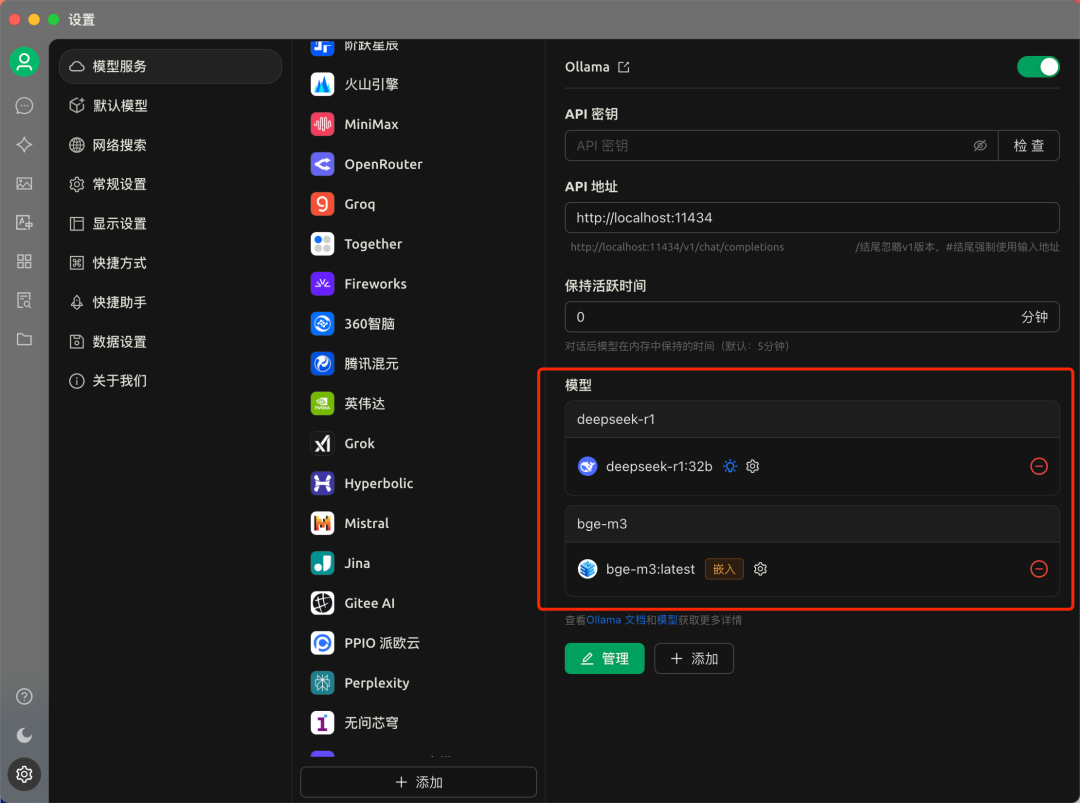 设置
模型服务
默认模型
网络搜索
常规设置
显示设置
快捷方式
快捷助手
数据设置
关于我们
阶跃星辰
火山引擎
MiniMax
OpenRouter
Groq
Together
Fireworks
360智脑
腾讯混元
英伟达
Grok
Hyperbolic
Mistral
Jina
Gitee AI
PPIO 派欧云
Perplexity
无问芯穹
添加
Ollama
API 密钥
API 密钥
检 查
API 地址
http://localhost:11434
http://localhost:11434/v1/chat/completions
/结尾忽略v1版本，#结尾强制使用输入地址
保持活跃时间
0 分钟
对话后模型在内存中保持的时间（默认：5分钟）
模型
deepseek-r1
deepseek-r1:32b
bge-m3
bge-m3:latest 嵌入
查看Ollama 文档和模型获取更多详情
管理
添加